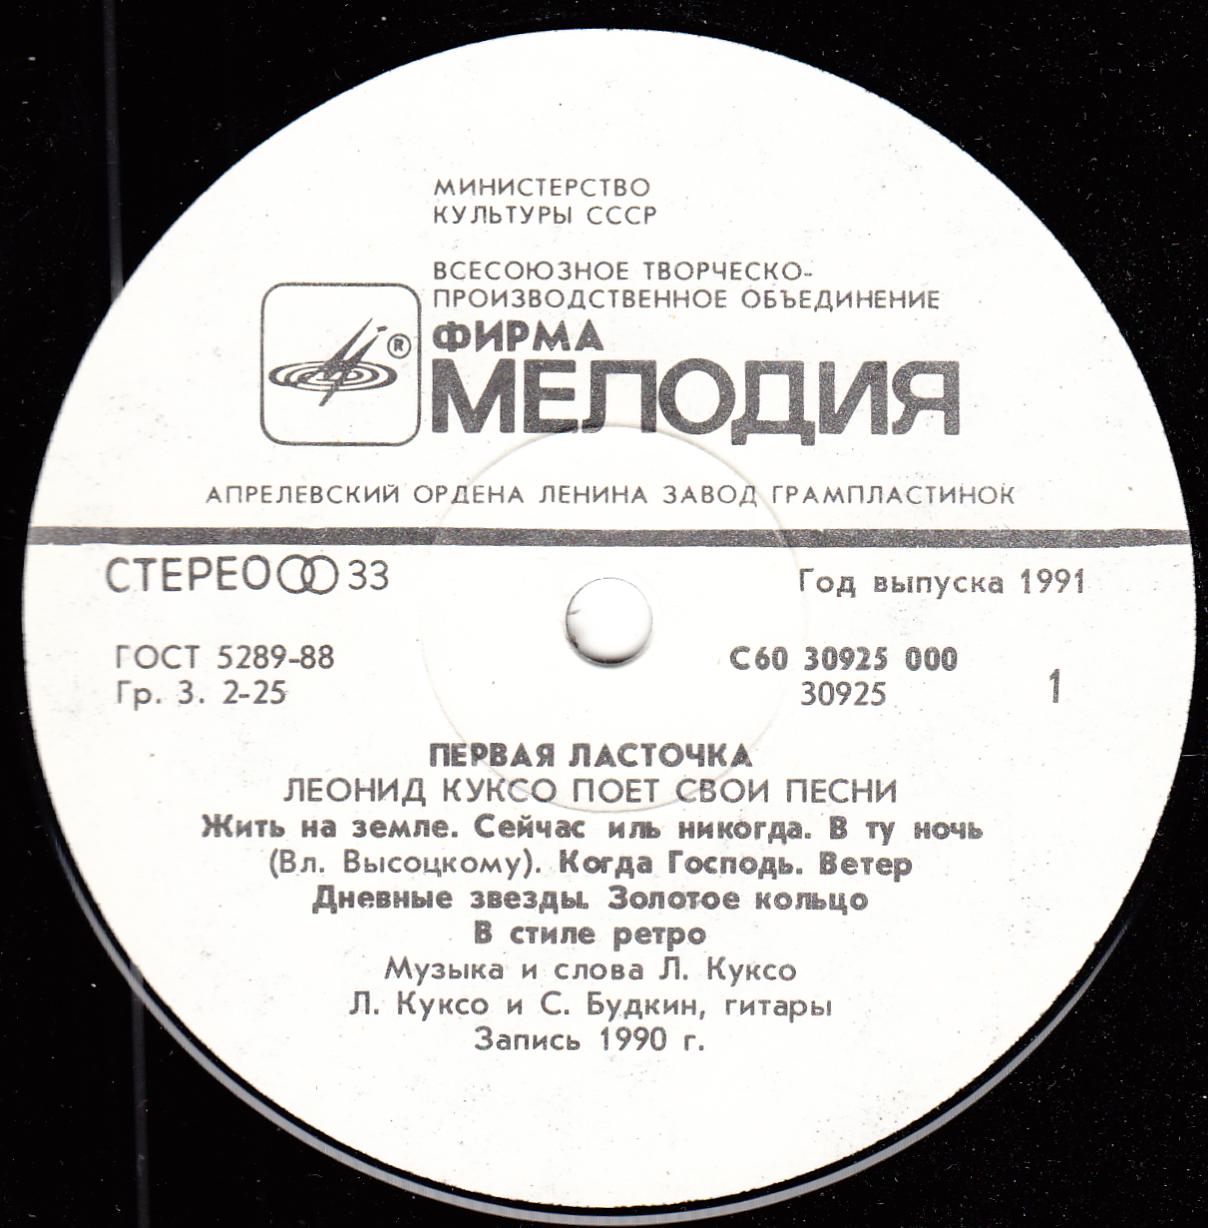 МИНИСТЕРСТВО
КУЛЬТУРЫ СССР
ВСЕСОЮЗНОЕ ТВОРЧЕСКО-
ПРОИЗВОДСТВЕННОЕ ОБЪЕДИНЕНИЕ
ФИРМА
®
МЕЛОДИЯ
АПРЕЛЕВСКИЙ ОРДЕНА ЛЕНИНА ЗАВОД ГРАМПЛАСТИНОК
СТЕРЕО 33
Год выпуска 1991
ГОСТ 5289-88
Гр. 3. 2-25
С60 30925 000
30925
1
ПЕРВАЯ ЛАСТОЧКА
ЛЕОНИД КУКСО ПОЕТ СВОИ ПЕСНИ
Жить на земле. Сейчас иль никогда. В ту ночь
(Вл. Высоцкому). Когда Господь. Ветер
Дневные звезды. Золотое кольцо
В стиле ретро
Музыка и слова Л. Куксо
Л. Куксо и С. Будкин, гитары
Запись 1990 г.